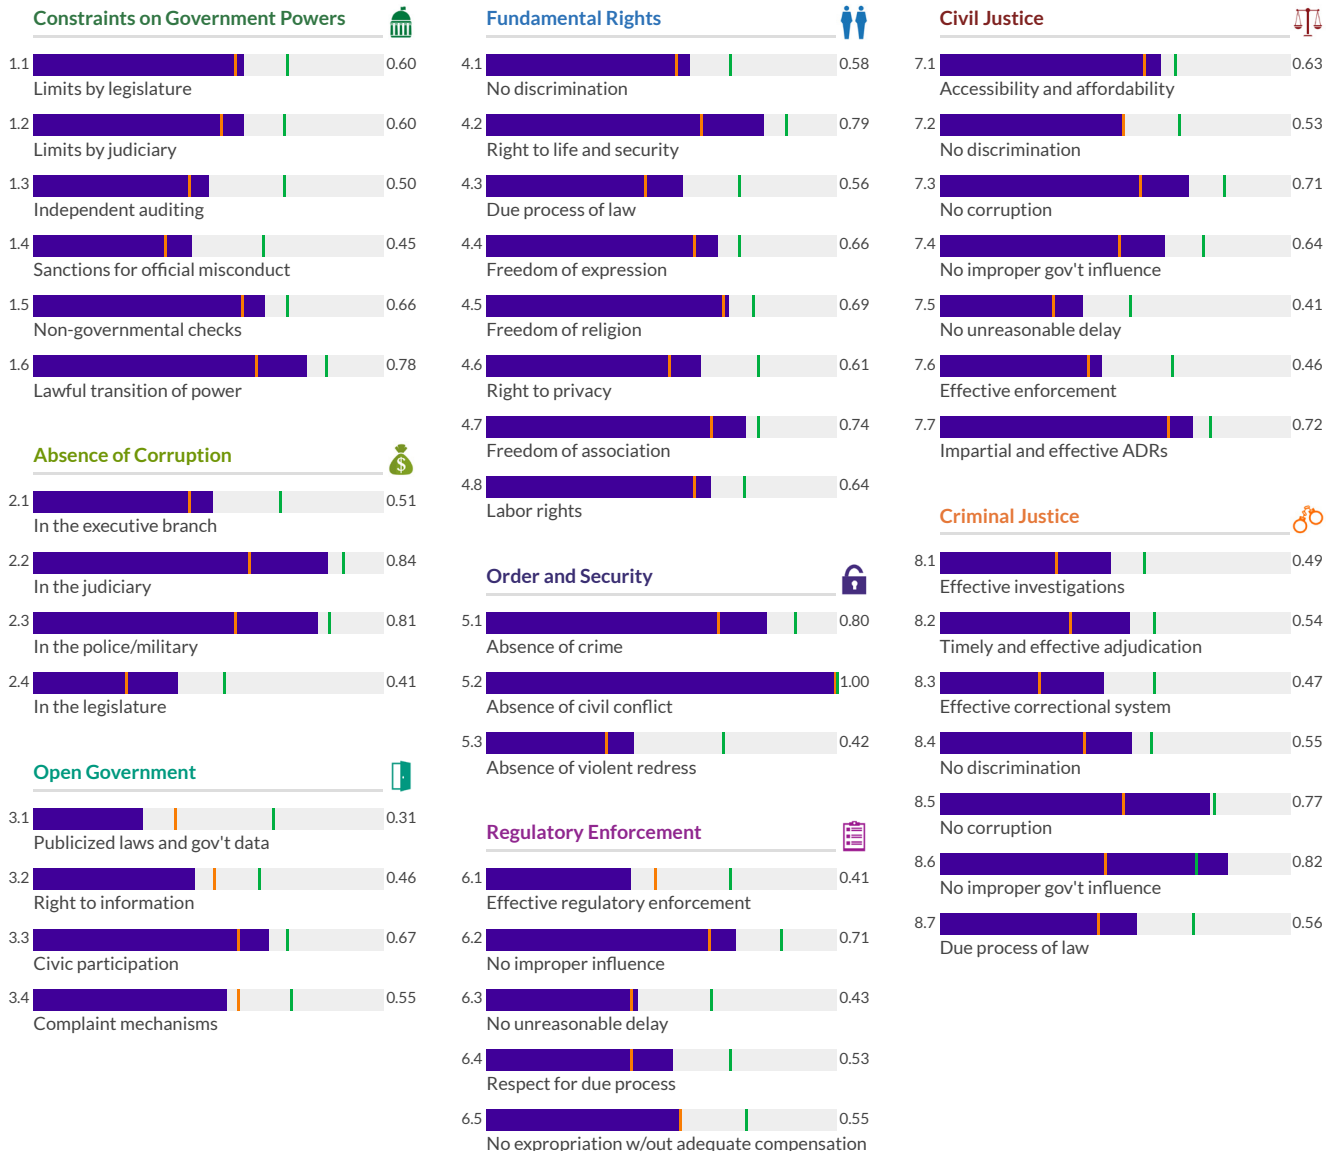 Constraints on Government Powers
1.1 0.60
Limits by legislature
1.2 0.60
Limits by judiciary
1.3 0.50
Independent auditing
1.4 0.45
Sanctions for official misconduct
1.5 0.66
Non-governmental checks
1.6 0.78
Lawful transition of power
Absence of Corruption
$
2.1 0.51
In the executive branch
2.2 0.84
In the judiciary
2.3 0.81
In the police/military
2.4 0.41
In the legislature
Open Government
3.1 0.31
Publicized laws and gov't data
3.2 0.46
Right to information
3.3 0.67
Civic participation
3.4 0.55
Complaint mechanisms
Fundamental Rights
4.1 0.58
No discrimination
4.2 0.79
Right to life and security
4.3 0.56
Due process of law
4.4 0.66
Freedom of expression
4.5 0.69
Freedom of religion
4.6 0.61
Right to privacy
4.7 0.74
Freedom of association
4.8 0.64
Labor rights
Order and Security
5.1 0.80
Absence of crime
5.2 1.00
Absence of civil conflict
5.3 0.42
Absence of violent redress
Regulatory Enforcement
6.1 0.41
Effective regulatory enforcement
6.2 0.71
No improper influence
6.3 0.43
No unreasonable delay
6.4 0.53
Respect for due process
6.5 0.55
No expropriation w/out adequate compensation
Civil Justice
7.1 0.63
Accessibility and affordability
7.2 0.53
No discrimination
7.3 0.71
No corruption
7.4 0.64
No improper gov't influence
7.5 0.41
No unreasonable delay
7.6 0.46
Effective enforcement
7.7 0.72
Impartial and effective ADRs
Criminal Justice
8.1 0.49
Effective investigations
8.2 0.54
Timely and effective adjudication
8.3 0.47
Effective correctional system
8.4 0.55
No discrimination
8.5 0.77
No corruption
8.6 0.82
No improper gov't influence
8.7 0.56
Due process of law